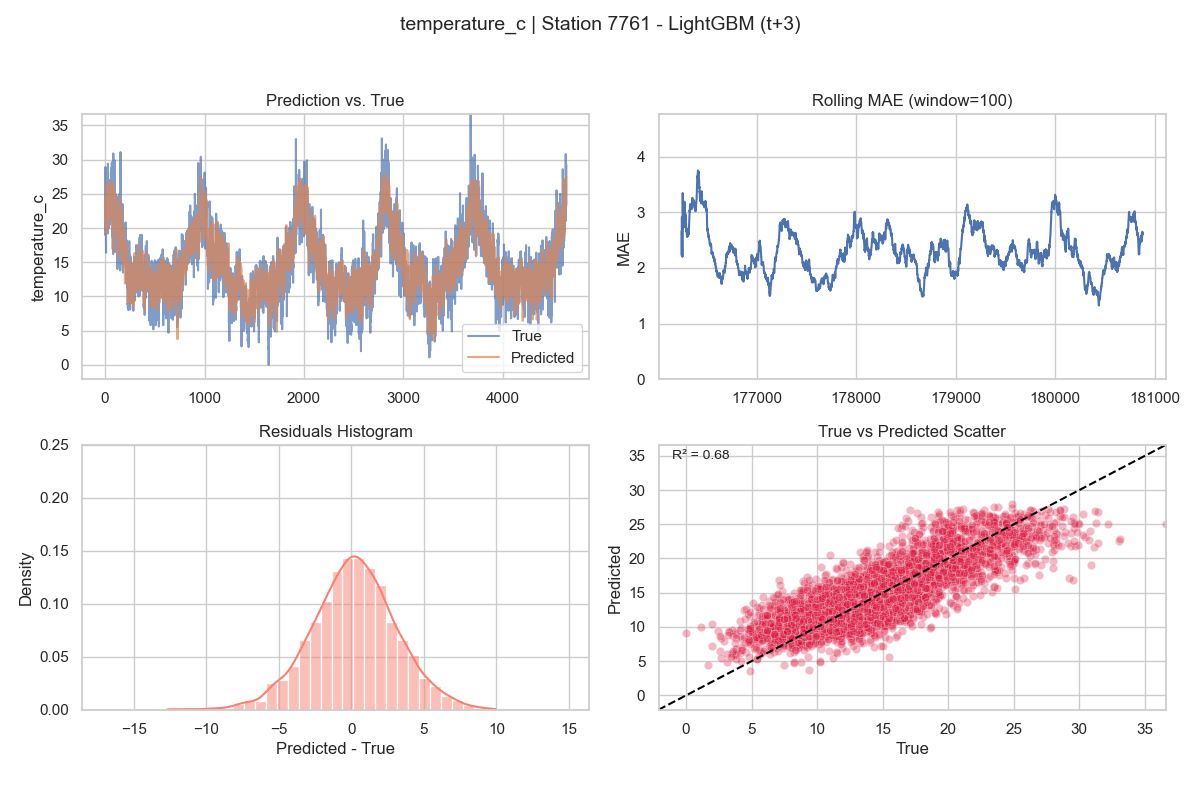 temperature_c | Station 7761 - LightGBM (t+3)
Prediction vs. True
35
30
25
20
15
10
5
0
temperature_c
0 1000 2000 3000 4000
True
Predicted
Rolling MAE (window=100)
4
3
2
1
0
MAE
177000 178000 179000 180000 181000
Residuals Histogram
0.25
0.20
0.15
0.10
0.05
0.00
Density
−15 −10 −5 0 5 10 15
Predicted - True
True vs Predicted Scatter
R² = 0.68
35
30
25
20
15
10
5
0
Predicted
0 5 10 15 20 25 30 35
True